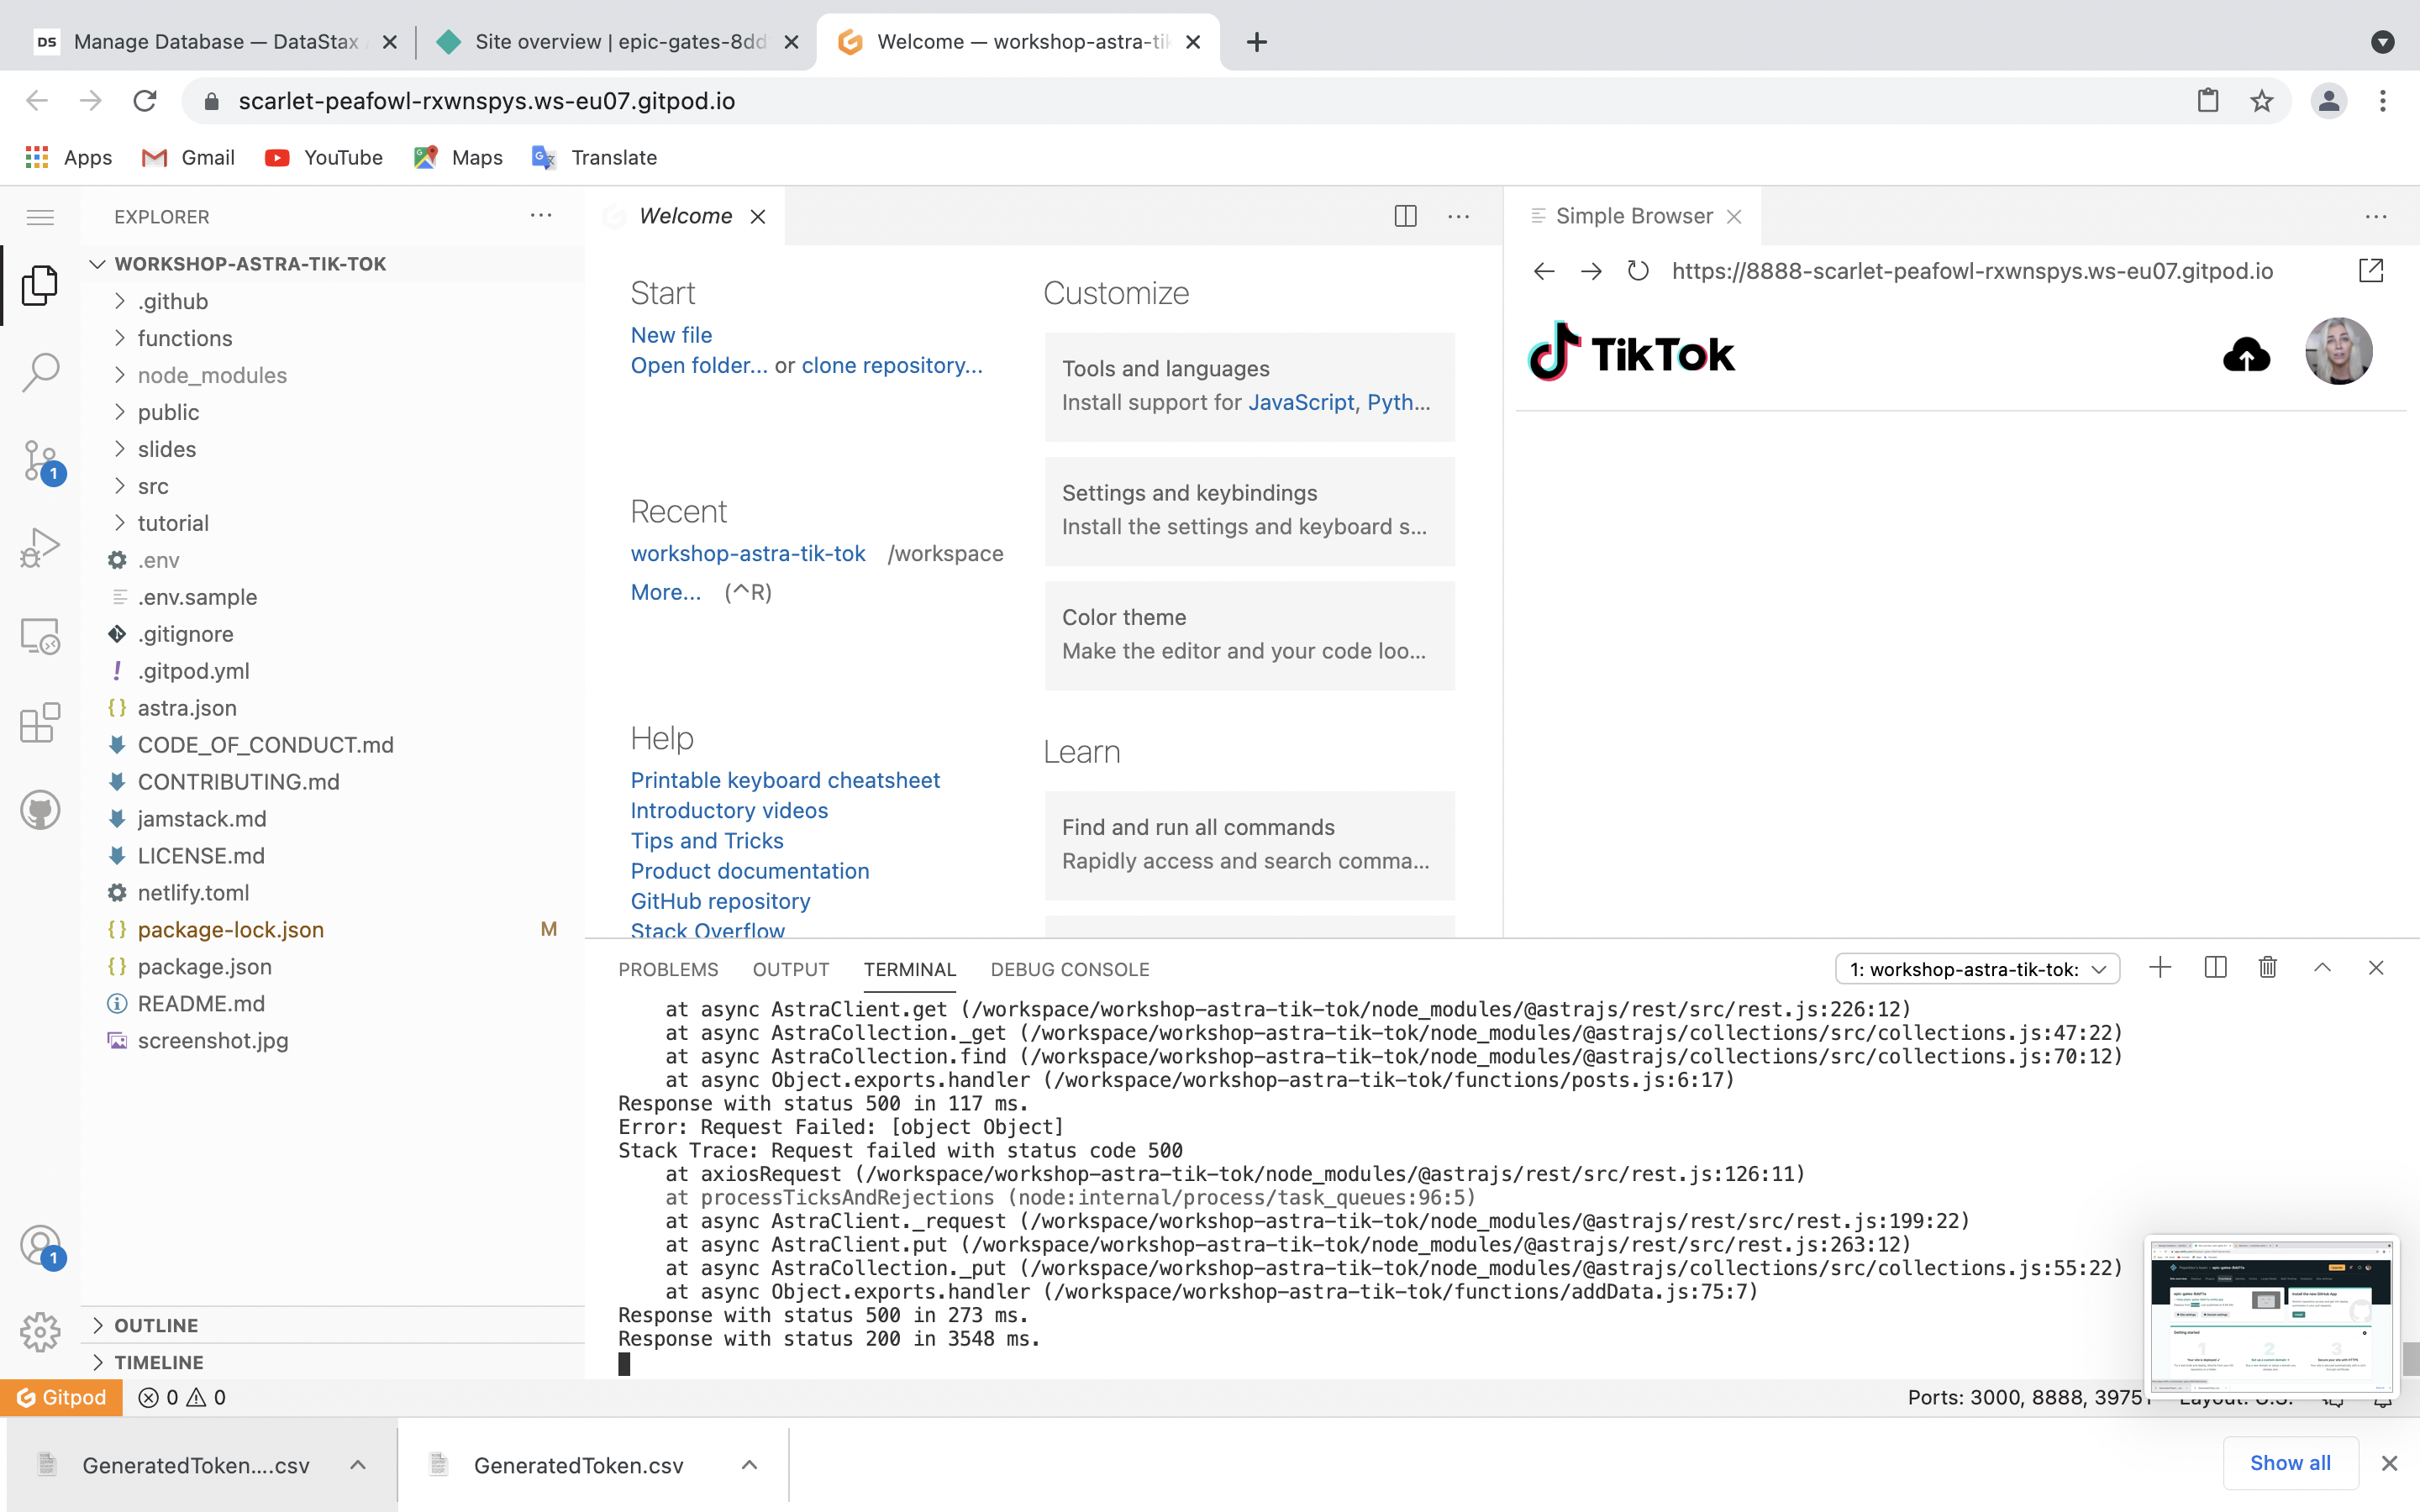 DS Manage Database — DataStax
Site overview | epic-gates-8dd
Welcome — workshop-astra-tik
scarlet-peafowl-rxwnspys.ws-eu07.gitpod.io
Apps
Gmail
YouTube
Maps
Translate
EXPLORER
WORKSHOP-ASTRA-TIK-TOK
.github
functions
node_modules
public
slides
src
tutorial
.env
.env.sample
.gitignore
.gitpod.yml
astra.json
CODE_OF_CONDUCT.md
CONTRIBUTING.md
jamstack.md
LICENSE.md
netlify.toml
package-lock.json M
package.json
README.md
screenshot.jpg
OUTLINE
TIMELINE
1
1
Welcome
Start
New file
Open folder... or clone repository...
Recent
workshop-astra-tik-tok /workspace
More... (^R)
Help
Printable keyboard cheatsheet
Introductory videos
Tips and Tricks
Product documentation
GitHub repository
Stack Overflow
Customize
Tools and languages
Install support for JavaScript, Pyth...
Settings and keybindings
Install the settings and keyboard s...
Color theme
Make the editor and your code loo...
Learn
Find and run all commands
Rapidly access and search comma...
Simple Browser
https://8888-scarlet-peafowl-rxwnspys.ws-eu07.gitpod.io
TikTok
PROBLEMS OUTPUT TERMINAL DEBUG CONSOLE
1: workshop-astra-tik-tok:
at async AstraClient.get (/workspace/workshop-astra-tik-tok/node_modules/@astrajs/rest/src/rest.js:226:12)
at async AstraCollection._get (/workspace/workshop-astra-tik-tok/node_modules/@astrajs/collections/src/collections.js:47:22)
at async AstraCollection.find (/workspace/workshop-astra-tik-tok/node_modules/@astrajs/collections/src/collections.js:70:12)
at async Object.exports.handler (/workspace/workshop-astra-tik-tok/functions/posts.js:6:17)
Response with status 500 in 117 ms.
Error: Request Failed: [object Object]
Stack Trace: Request failed with status code 500
at axiosRequest (/workspace/workshop-astra-tik-tok/node_modules/@astrajs/rest/src/rest.js:126:11)
at processTicksAndRejections (node:internal/process/task_queues:96:5)
at async AstraClient._request (/workspace/workshop-astra-tik-tok/node_modules/@astrajs/rest/src/rest.js:199:22)
at async AstraClient.put (/workspace/workshop-astra-tik-tok/node_modules/@astrajs/rest/src/rest.js:263:12)
at async AstraCollection._put (/workspace/workshop-astra-tik-tok/node_modules/@astrajs/collections/src/collections.js:55:22)
at async Object.exports.handler (/workspace/workshop-astra-tik-tok/functions/addData.js:75:7)
Response with status 500 in 273 ms.
Response with status 200 in 3548 ms.
Gitpod 0 0
Ports: 3000, 8888, 39751 Layout: U.S.
GeneratedToken....csv
GeneratedToken.csv
Show all